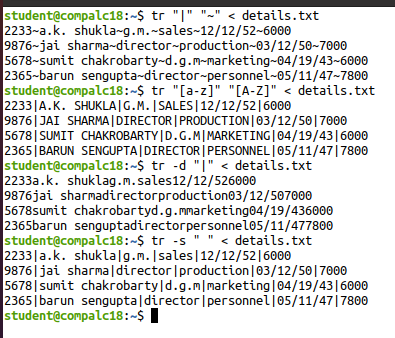 student@compalc18:~$ tr "|" "~" < details.txt
2233~a.k. shukla~g.m.~sales~12/12/52~6000
9876~jai sharma~director~production~03/12/50~7000
5678~sumit chakrobarty~d.g.m~marketing~04/19/43~6000
2365~barun sengupta~director~personnel~05/11/47~7800
student@compalc18:~$ tr "[a-z]" "[A-Z]" < details.txt
2233|A.K. SHUKLA|G.M.|SALES|12/12/52|6000
9876|JAI SHARMA|DIRECTOR|PRODUCTION|03/12/50|7000
5678|SUMIT CHAKROBARTY|D.G.M|MARKETING|04/19/43|6000
2365|BARUN SENGUPTA|DIRECTOR|PERSONNEL|05/11/47|7800
student@compalc18:~$ tr -d "|" < details.txt
2233a.k. shuklag.m.sales12/12/526000
9876jai sharmadirectorproduction03/12/507000
5678sumit chakrobartyd.g.mmarketing04/19/436000
2365barun senguptadirectorpersonnel05/11/477800
student@compalc18:~$ tr -s " " < details.txt
2233|a.k. shukla|g.m.|sales|12/12/52|6000
9876|jai sharma|director|production|03/12/50|7000
5678|sumit chakrobarty|d.g.m|marketing|04/19/43|6000
2365|barun sengupta|director|personnel|05/11/47|7800
student@compalc18:~$